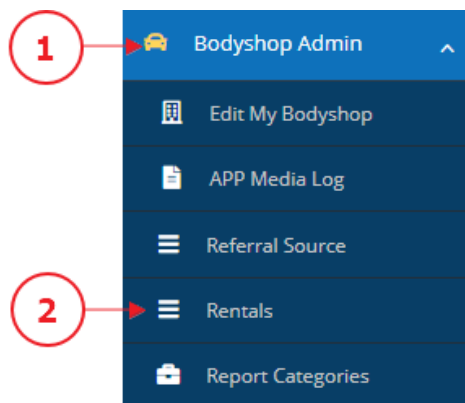 1 Bodyshop Admin
Edit My Bodyshop
APP Media Log
Referral Source
2 Rentals
Report Categories